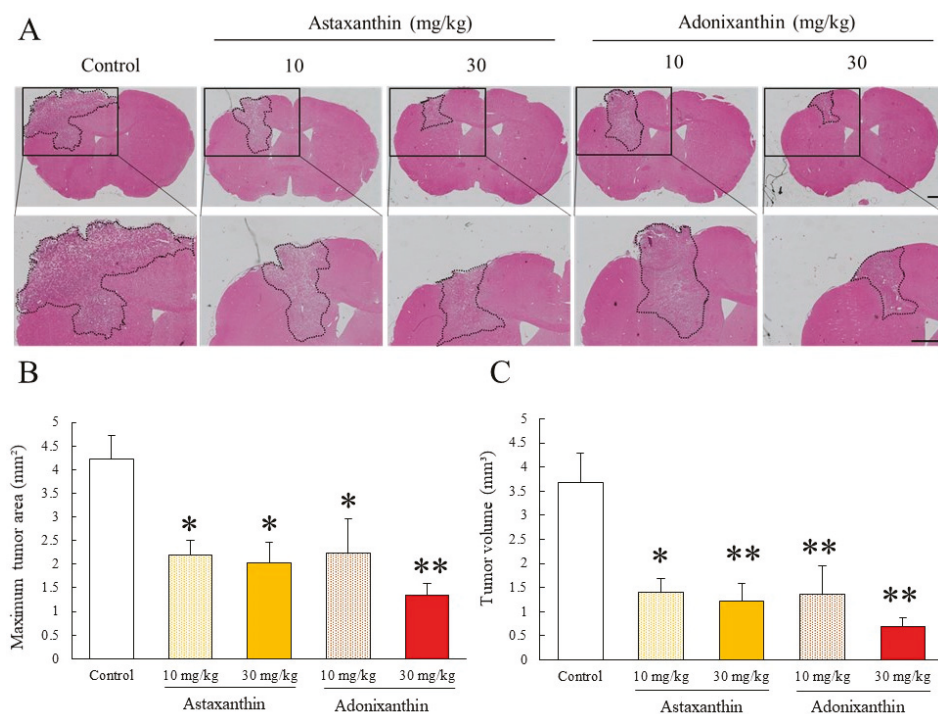 A
Astaxanthin (mg/kg)
Adonixanthin (mg/kg)
Control
10
30
10
30
B
Maximum tumor area (mm²)
5
4.5
4
3.5
3
2.5
2
1.5
1
0.5
0
*
*
*
**
Control
10 mg/kg
30 mg/kg
10 mg/kg
30 mg/kg
Astaxanthin
Adonixanthin
C
Tumor volume (mm³)
5
4.5
4
3.5
3
2.5
2
1.5
1
0.5
0
*
**
**
**
Control
10 mg/kg
30 mg/kg
10 mg/kg
30 mg/kg
Astaxanthin
Adonixanthin